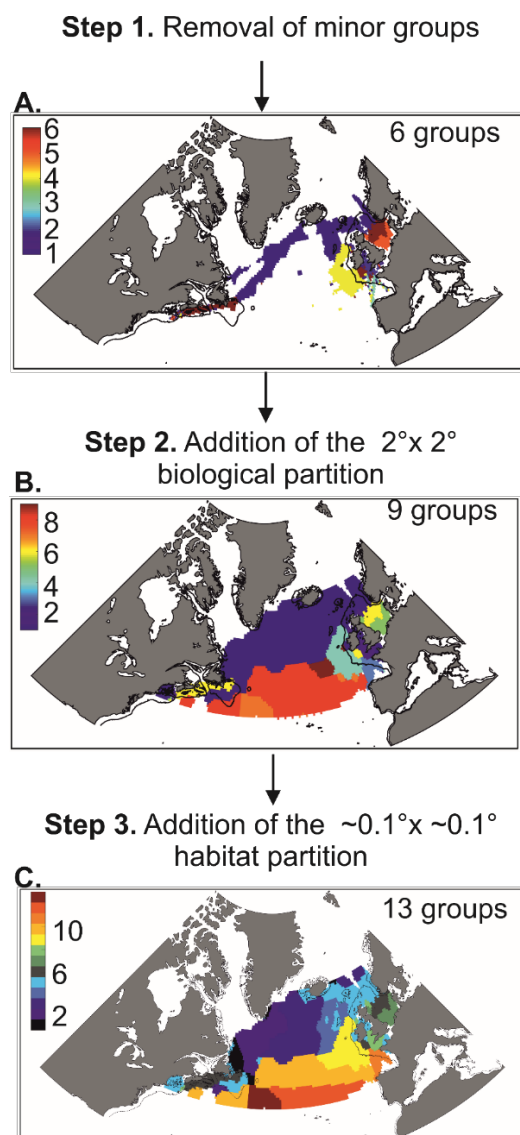 Step 1. Removal of minor groups
A.
6 groups
6
5
4
3
2
1
Step 2. Addition of the 2°x 2°
biological partition
B.
9 groups
8
6
4
2
Step 3. Addition of the ~0.1°x ~0.1°
habitat partition
C.
13 groups
10
6
2